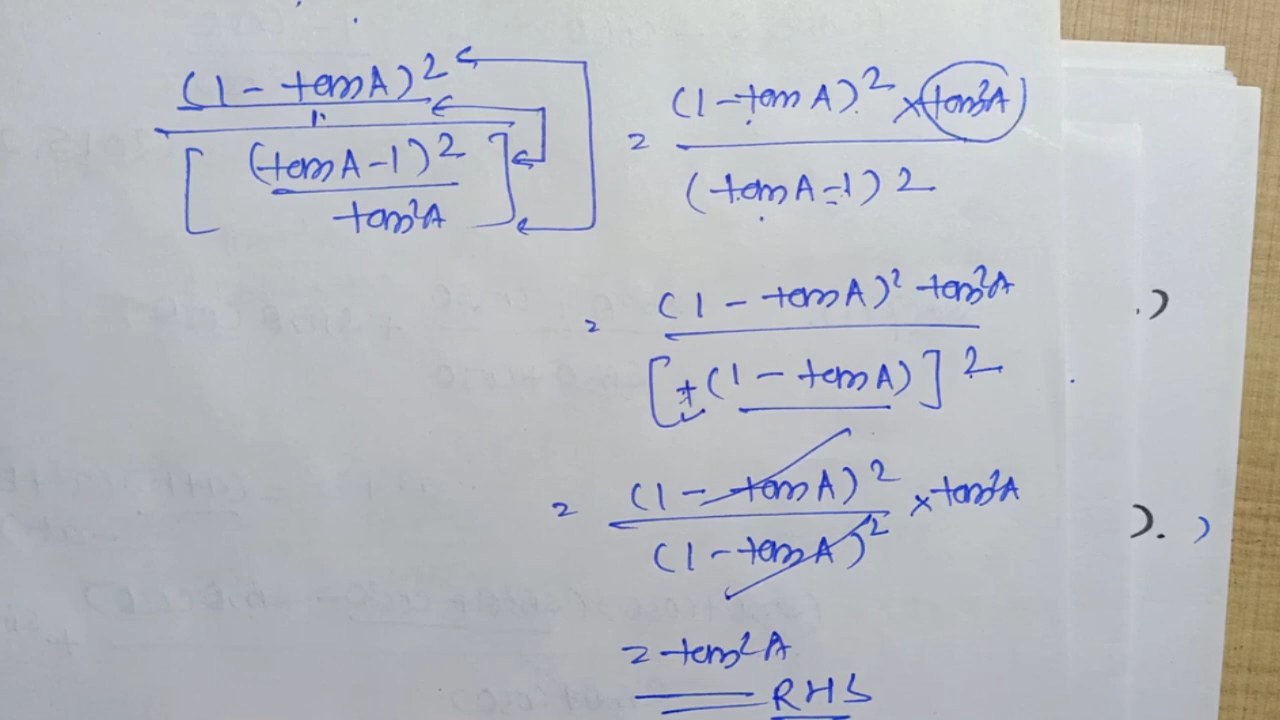 (1 - tanA)² / 1 / [(tanA-1)² / tan²A] = (1-tanA)² × tan²A / (tanA-1)²
= (1 - tanA)² tan²A / [±(1 - tanA)]²
= (1 - tanA)² / (1 - tanA)² × tan²A
= tan²A
RHS